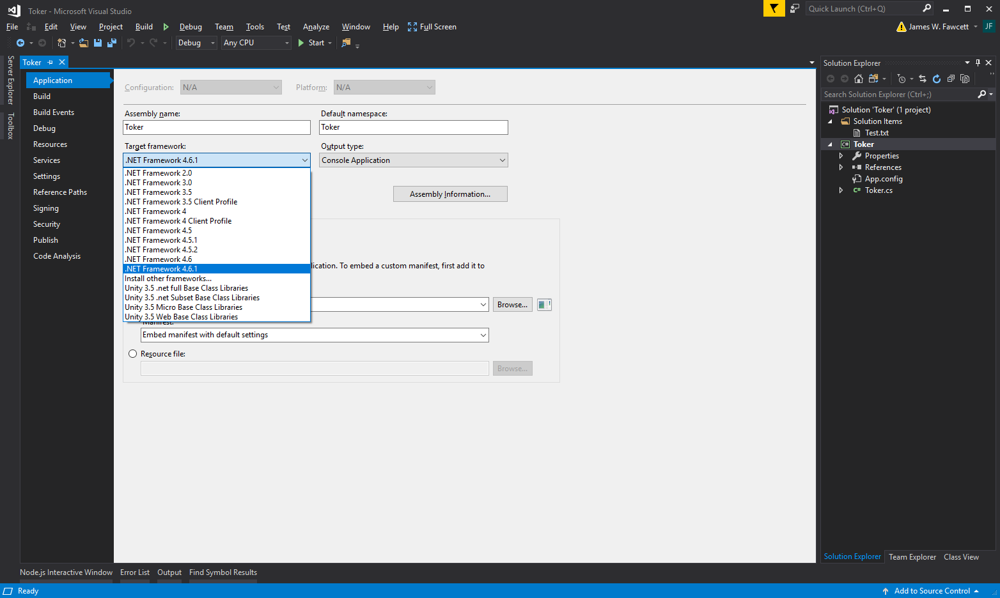 Toker - Microsoft Visual Studio
Quick Launch (Ctrl+Q)
File Edit View Project Build Debug Team Tools Test Analyze Window Help Full Screen
James W. Fawcett JF
Debug Any CPU Start
Server Explorer
Toolbox
Toker
Application
Build
Build Events
Debug
Resources
Services
Settings
Reference Paths
Signing
Security
Publish
Code Analysis
Configuration: N/A Platform: N/A
Assembly name: Default namespace:
Toker Toker
Target framework: Output type:
.NET Framework 4.6.1 Console Application
.NET Framework 2.0
.NET Framework 3.0
.NET Framework 3.5
.NET Framework 3.5 Client Profile
.NET Framework 4
.NET Framework 4 Client Profile
.NET Framework 4.5
.NET Framework 4.5.1
.NET Framework 4.5.2
.NET Framework 4.6
.NET Framework 4.6.1
Install other frameworks...
Unity 3.5 .net full Base Class Libraries
Unity 3.5 .net Subset Base Class Libraries
Unity 3.5 Micro Base Class Libraries
Unity 3.5 Web Base Class Libraries
Assembly Information...
lication. To embed a custom manifest, first add it to
Browse...
Manifest:
Embed manifest with default settings
Resource file:
Browse...
Solution Explorer
Search Solution Explorer (Ctrl+;)
Solution 'Toker' (1 project)
Solution Items
Test.txt
C# Toker
Properties
References
App.config
C# Toker.cs
Solution Explorer Team Explorer Class View
Node.js Interactive Window Error List Output Find Symbol Results
Ready
Add to Source Control